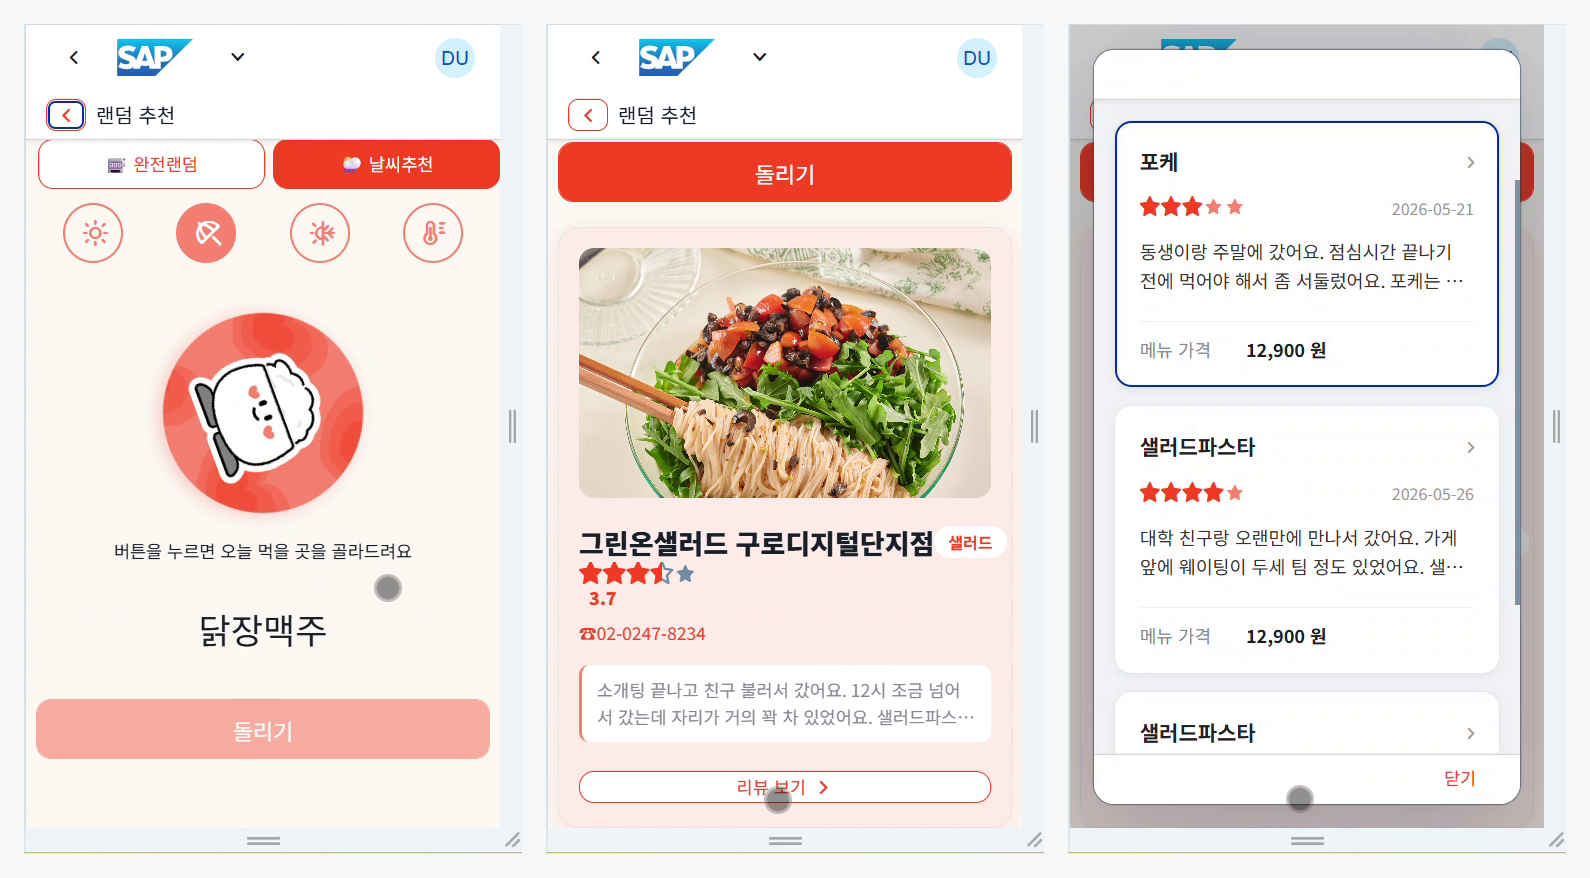 SAP
DU
랜덤 추천
완전랜덤
날씨추천
버튼을 누르면 오늘 먹을 곳을 골라드려요
닭장맥주
돌리기
SAP
DU
랜덤 추천
돌리기
그린온샐러드 구로디지털단지점
샐러드
3.7
☎02-0247-8234
소개팅 끝나고 친구 불러서 갔어요. 12시 조금 넘어
서 갔는데 자리가 거의 꽉 차 있었어요. 샐러드파스…
리뷰 보기
SAP
포케
2026-05-21
동생이랑 주말에 갔어요. 점심시간 끝나기
전에 먹어야 해서 좀 서둘렀어요. 포케는 …
메뉴 가격 12,900 원
샐러드파스타
2026-05-26
대학 친구랑 오랜만에 만나서 갔어요. 가게
앞에 웨이팅이 두세 팀 정도 있었어요. 샐…
메뉴 가격 12,900 원
샐러드파스타
닫기